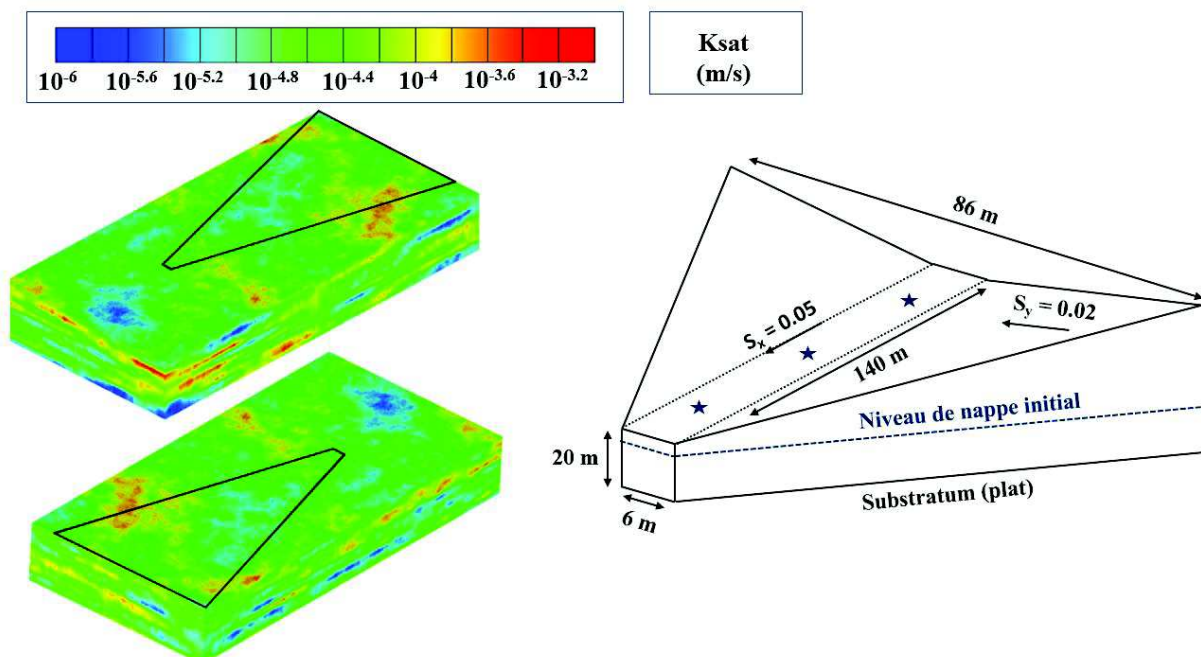 10-6 10-5.6 10-5.2 10-4.8 10-4.4 10-4 10-3.6 10-3.2
Ksat
(m/s)
86 m
Sx = 0.05
Sy = 0.02
140 m
Niveau de nappe initial
20 m
Substratum (plat)
6 m